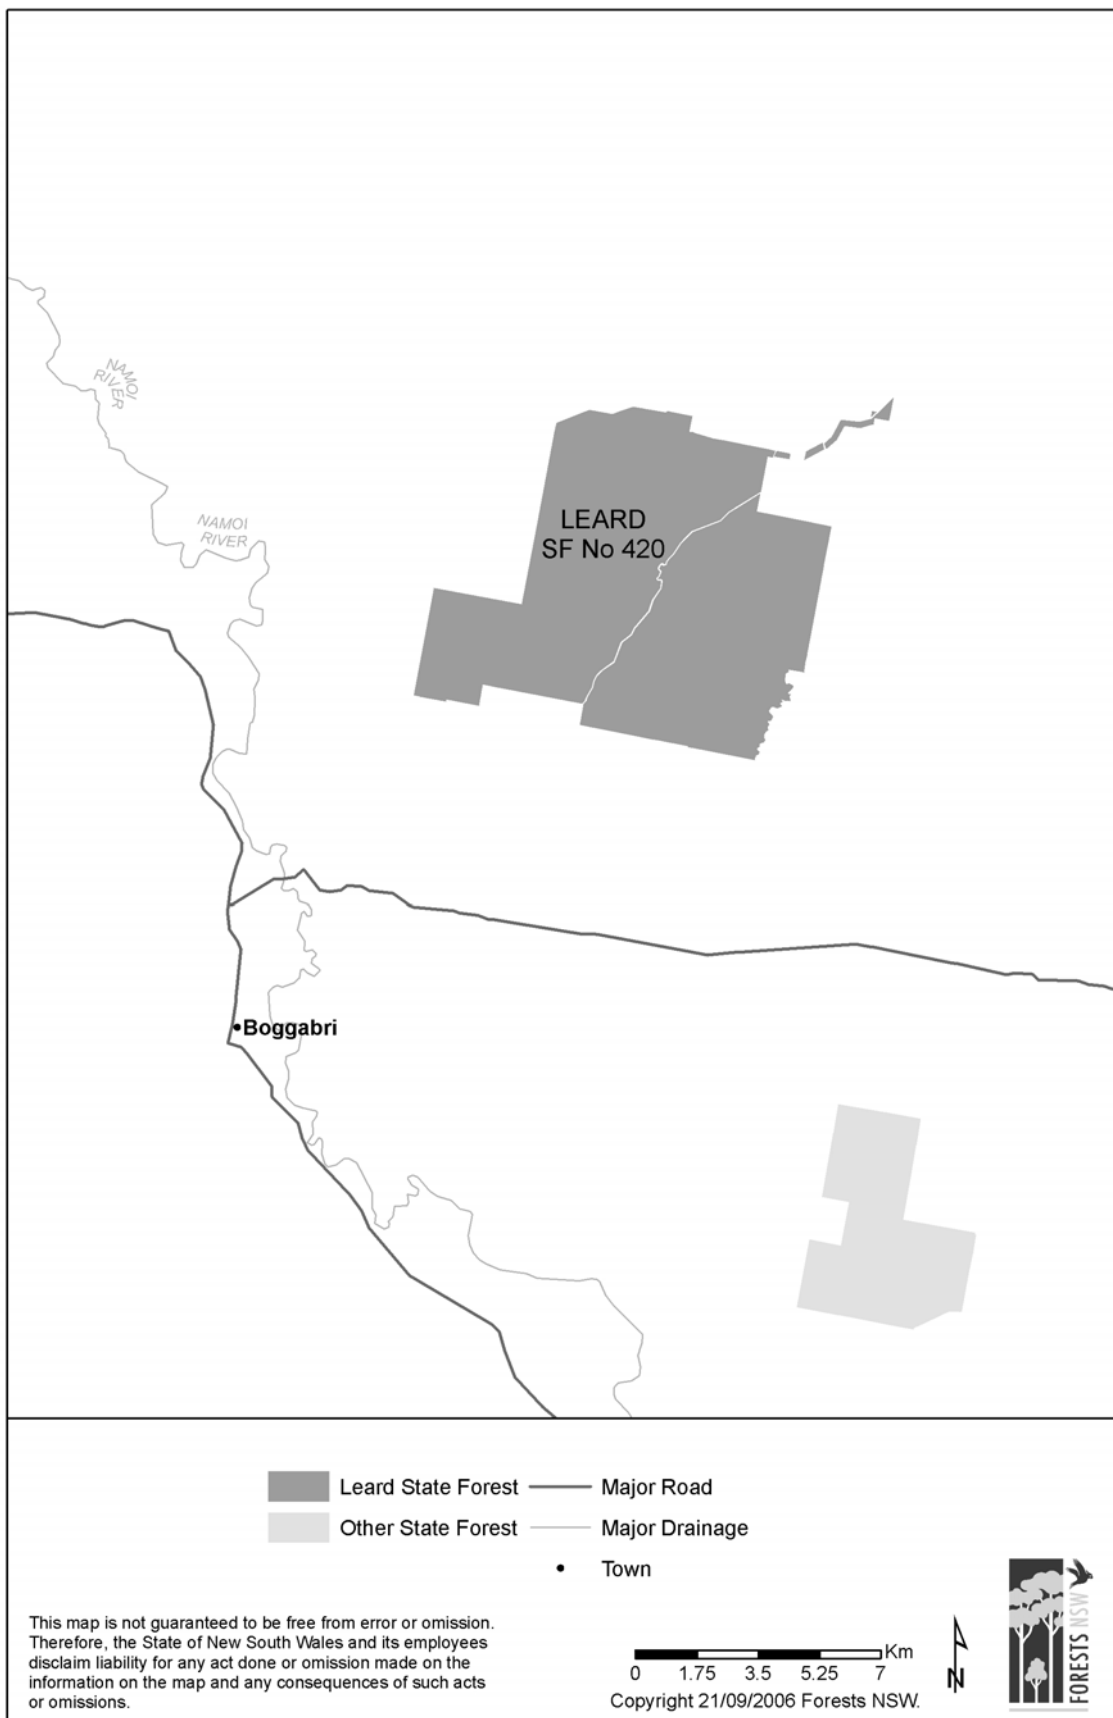 NAMOI
RIVER
NAMOI
RIVER
LEARD
SF No 420
Boggabri
Leard State Forest
Major Road
Other State Forest
Major Drainage
Town
This map is not guaranteed to be free from error or omission.
Therefore, the State of New South Wales and its employees
disclaim liability for any act done or omission made on the
information on the map and any consequences of such acts
or omissions.
Km
0 1.75 3.5 5.25 7
Copyright 21/09/2006 Forests NSW.
N
FORESTS NSW